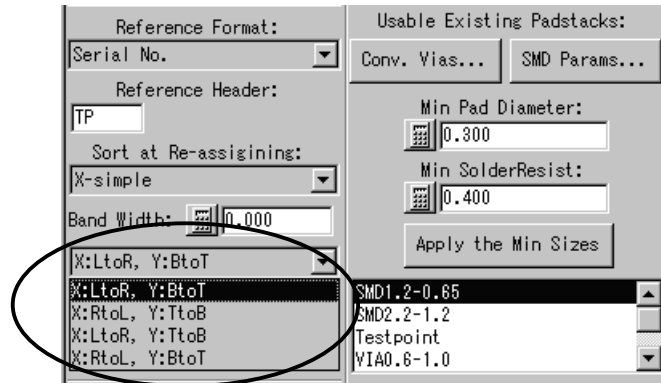 Reference Format:
Serial No.
Reference Header:
TP
Sort at Re-assigining:
X-simple
Band Width: 0.000
X:LtoR, Y:BtoT
X:LtoR, Y:BtoT
X:RtoL, Y:TtoB
X:LtoR, Y:TtoB
X:RtoL, Y:BtoT
Usable Existing Padstacks:
Conv. Vias... SMD Params...
Min Pad Diameter:
0.300
Min SolderResist:
0.400
Apply the Min Sizes
SMD1.2-0.65
SMD2.2-1.2
Testpoint
VIA0.6-1.0